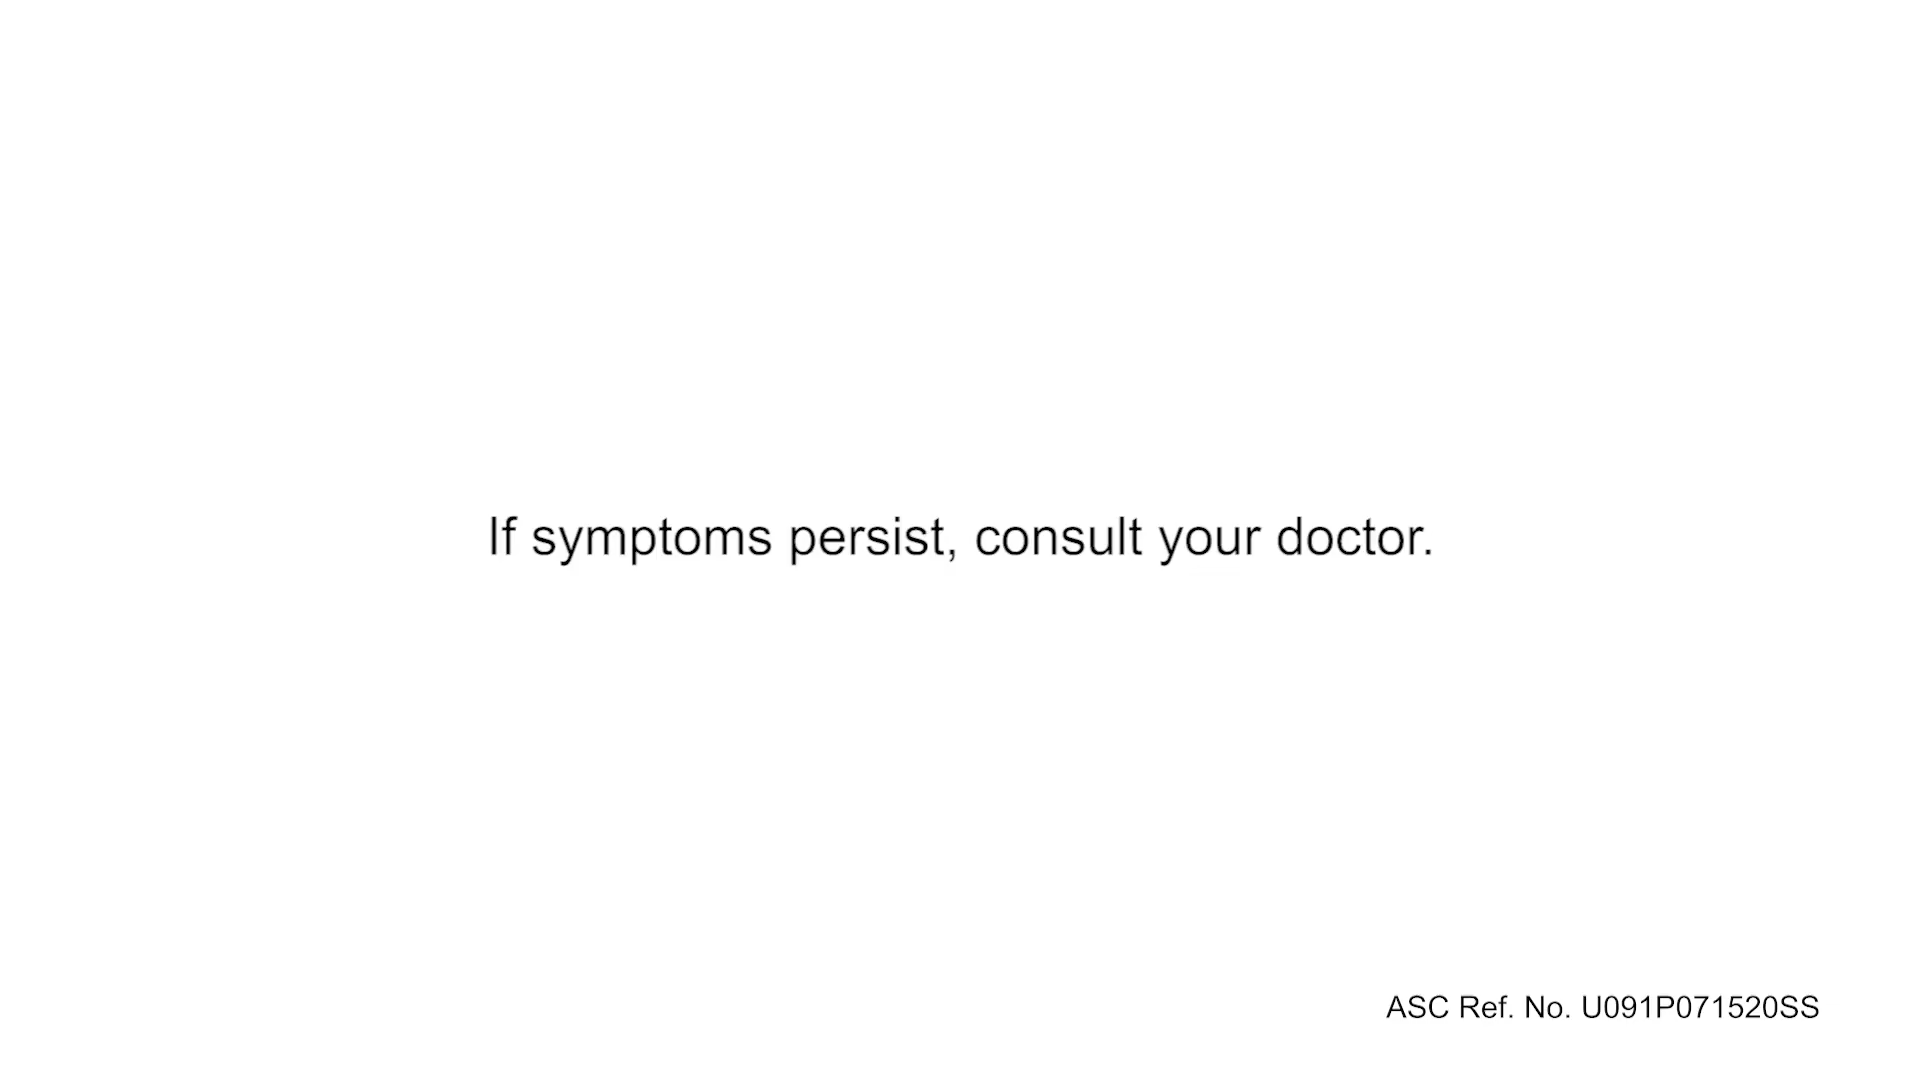 If symptoms persist, consult your doctor.
ASC Ref. No. U091P071520SS